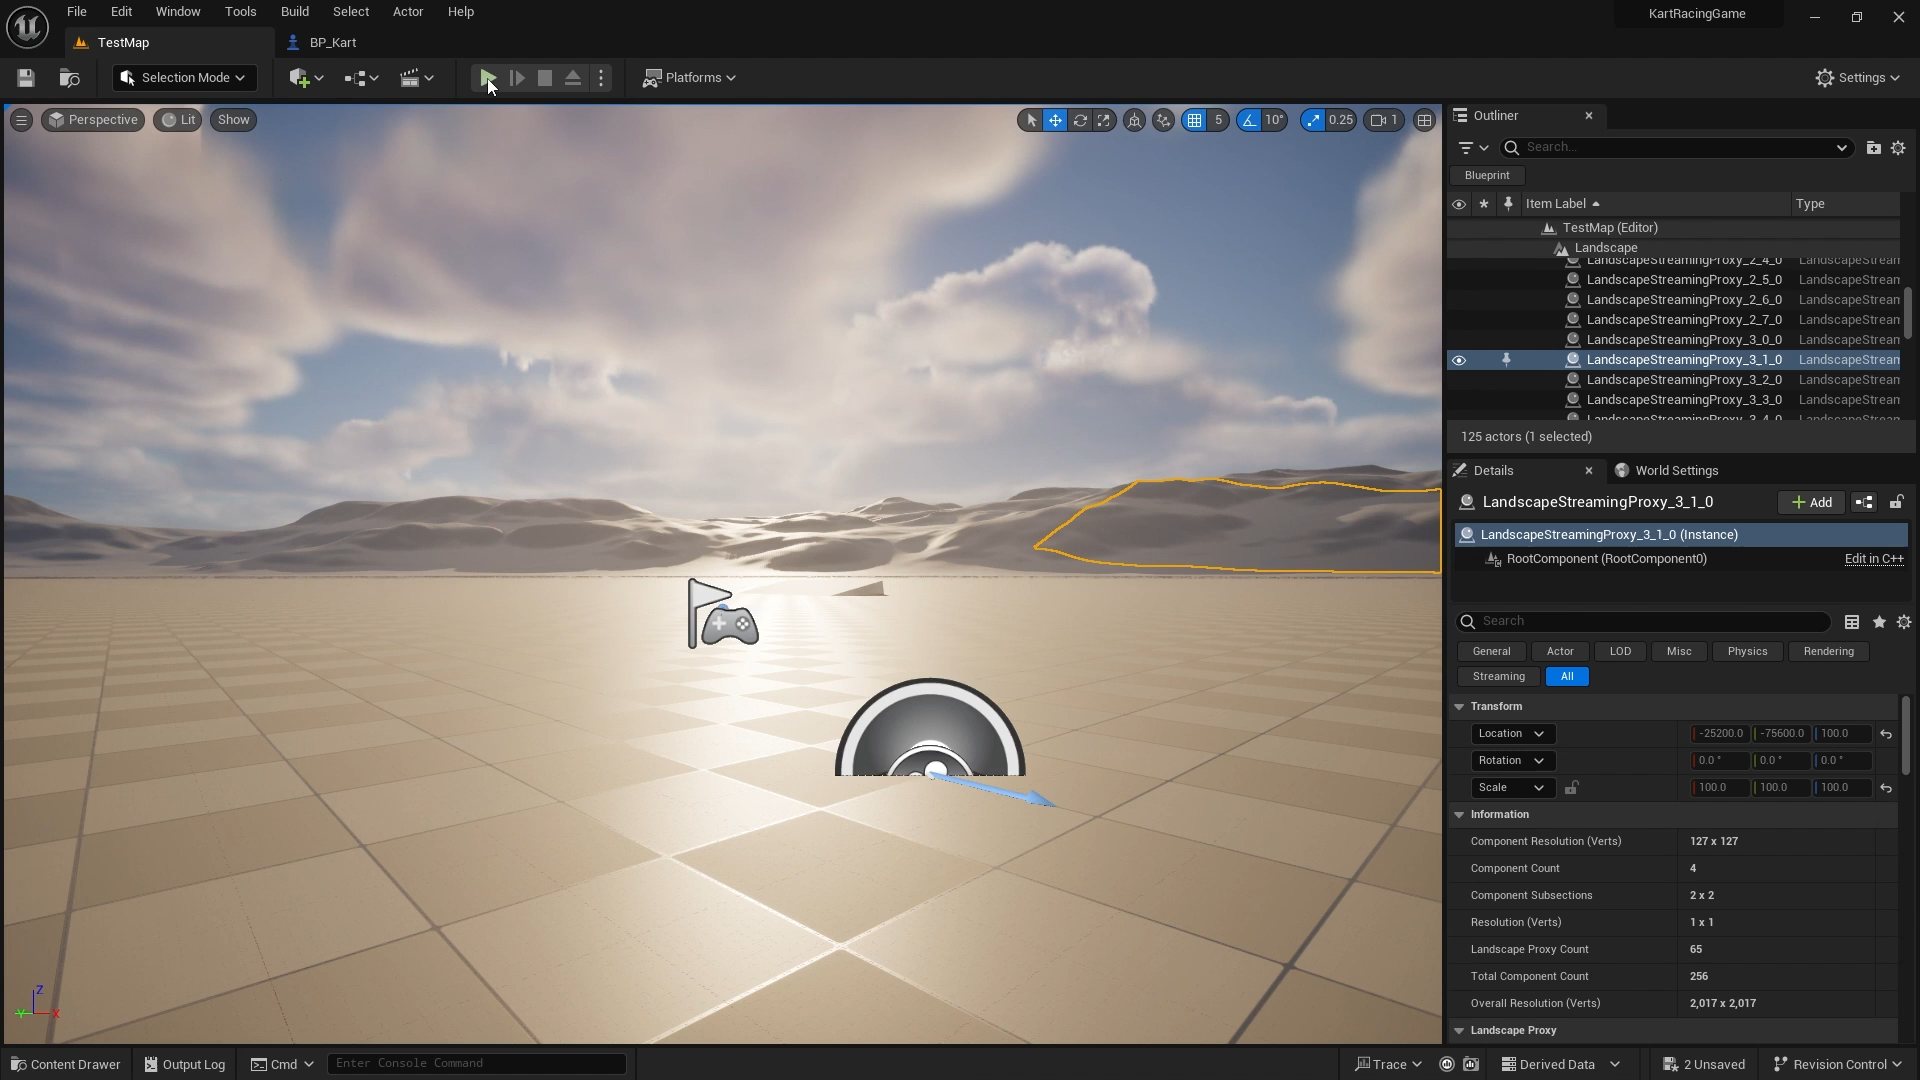 File Edit Window Tools Build Select Actor Help
KartRacingGame
TestMap
BP_Kart
Selection Mode
Platforms
Settings
Perspective
Lit
Show
5
10°
0.25
1
Outliner
Search...
Blueprint
Item Label
Type
TestMap (Editor)
Landscape
LandscapeStreamingProxy_2_4_0 LandscapeStream
LandscapeStreamingProxy_2_5_0 LandscapeStream
LandscapeStreamingProxy_2_6_0 LandscapeStream
LandscapeStreamingProxy_2_7_0 LandscapeStream
LandscapeStreamingProxy_3_0_0 LandscapeStream
LandscapeStreamingProxy_3_1_0 LandscapeStream
LandscapeStreamingProxy_3_2_0 LandscapeStream
LandscapeStreamingProxy_3_3_0 LandscapeStream
LandscapeStreamingProxy_3_4_0 LandscapeStream
125 actors (1 selected)
Details
World Settings
LandscapeStreamingProxy_3_1_0
Add
LandscapeStreamingProxy_3_1_0 (Instance)
RootComponent (RootComponent0)
Edit in C++
Search
General Actor LOD Misc Physics Rendering
Streaming All
Transform
Location -25200.0 -75600.0 100.0
Rotation 0.0 ° 0.0 ° 0.0 °
Scale 100.0 100.0 100.0
Information
Component Resolution (Verts) 127 x 127
Component Count 4
Component Subsections 2 x 2
Resolution (Verts) 1 x 1
Landscape Proxy Count 65
Total Component Count 256
Overall Resolution (Verts) 2,017 x 2,017
Landscape Proxy
Z
Y
X
Content Drawer
Output Log
Cmd
Enter Console Command
Trace
Derived Data
2 Unsaved
Revision Control